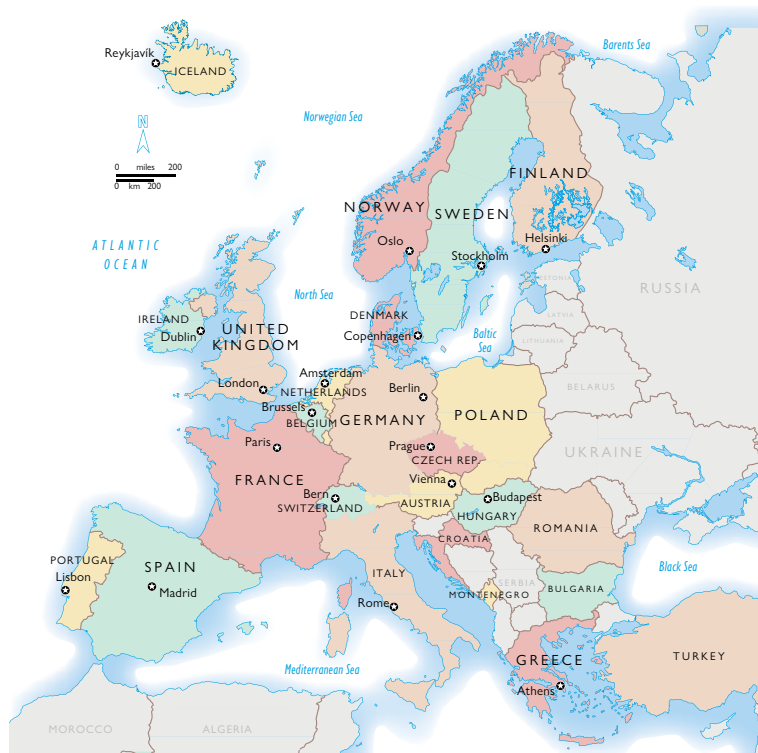 Reykjavík
ICELAND
Barents Sea
Norwegian Sea
N
0 miles 200
0 km 200
FINLAND
NORWAY
SWEDEN
Helsinki
Oslo
Stockholm
ATLANTIC
OCEAN
ESTONIA
RUSSIA
North Sea
LATVIA
DENMARK
IRELAND
Dublin
UNITED
KINGDOM
Copenhagen
Baltic
Sea
LITHUANIA
Amsterdam
NETHERLANDS
London
Berlin
BELARUS
Brussels
BELGIUM
GERMANY
POLAND
Paris
Prague
CZECH REP.
UKRAINE
FRANCE
Vienna
Bern
SWITZERLAND
AUSTRIA
Budapest
HUNGARY
ROMANIA
CROATIA
PORTUGAL
Lisbon
SPAIN
Madrid
ITALY
Black Sea
SERBIA
MONTENEGRO
BULGARIA
Rome
Mediterranean Sea
GREECE
TURKEY
Athens
MOROCCO
ALGERIA